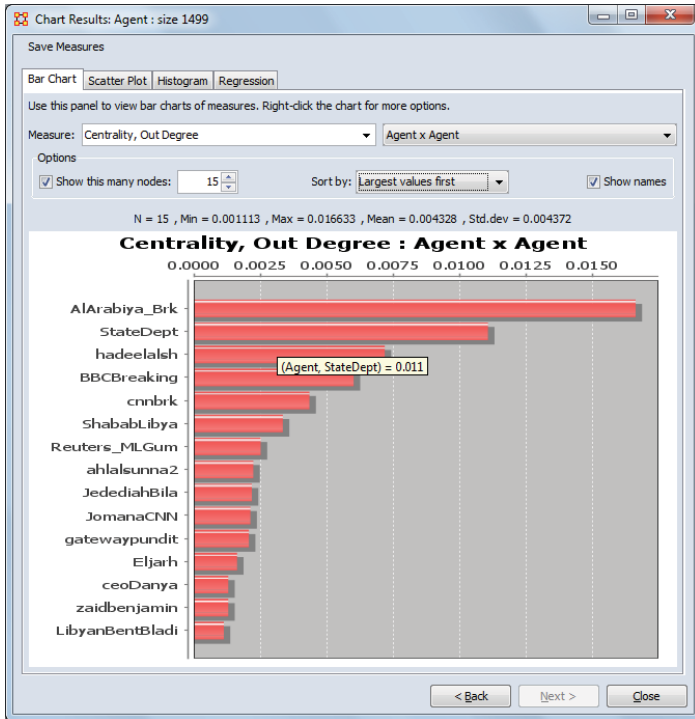 Chart Results: Agent : size 1499
Save Measures
Bar Chart Scatter Plot Histogram Regression
Use this panel to view bar charts of measures. Right-click the chart for more options.
Measure: Centrality, Out Degree Agent x Agent
Options
Show this many nodes: 15 Sort by: Largest values first Show names
N = 15 , Min = 0.001113 , Max = 0.016633 , Mean = 0.004328 , Std.dev = 0.004372
Centrality, Out Degree : Agent x Agent
0.0000 0.0025 0.0050 0.0075 0.0100 0.0125 0.0150
AlArabiya_Brk
StateDept
hadeelalsh
(Agent, StateDept) = 0.011
BBCBreaking
cnnbrk
ShababLibya
Reuters_MLGum
ahlalsunna2
JedediahBila
JomanaCNN
gatewaypundit
Eljarh
ceoDanya
zaidbenjamin
LibyanBentBladi
< Back Next > Close